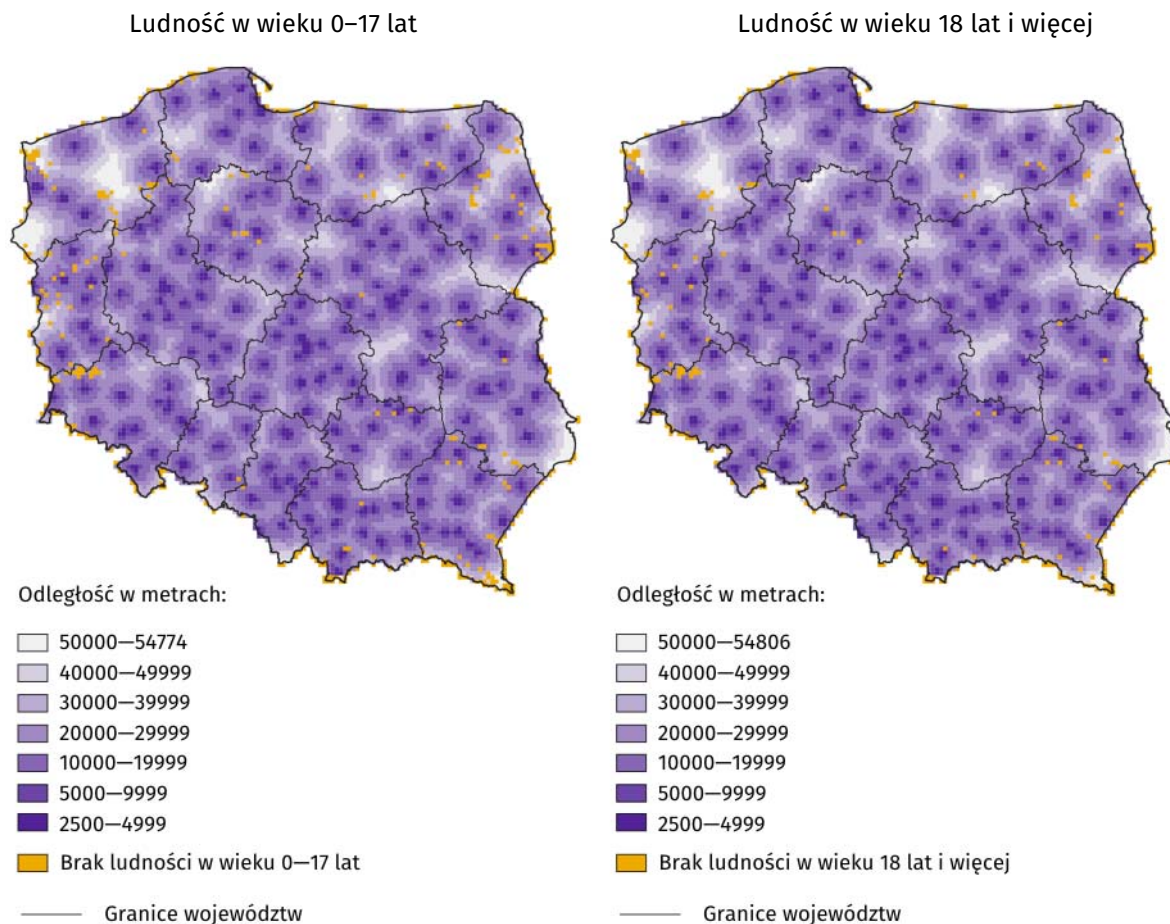 Ludność w wieku 0–17 lat
Ludność w wieku 18 lat i więcej
Odległość w metrach:
50000—54774
40000—49999
30000—39999
20000—29999
10000—19999
5000—9999
2500—4999
Brak ludności w wieku 0—17 lat
Granice województw
Odległość w metrach:
50000—54806
40000—49999
30000—39999
20000—29999
10000—19999
5000—9999
2500—4999
Brak ludności w wieku 18 lat i więcej
Granice województw